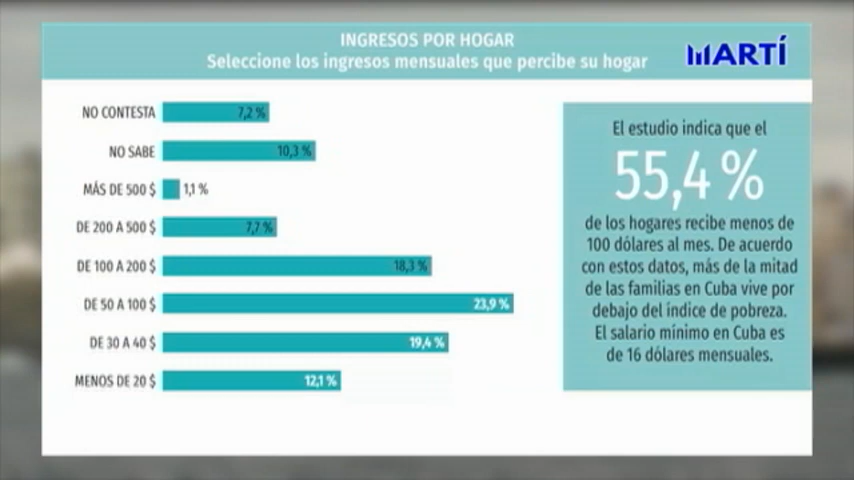 INGRESOS POR HOGAR
Seleccione los ingresos mensuales que percibe su hogar
MARTÍ
NO CONTESTA 7,2 %
NO SABE 10,3 %
MÁS DE 500 $ 1,1 %
DE 200 A 500 $ 7,7 %
DE 100 A 200 $ 18,3 %
DE 50 A 100 $ 23,9 %
DE 30 A 40 $ 19,4 %
MENOS DE 20 $ 12,1 %
El estudio indica que el
55,4 %
de los hogares recibe menos de
100 dólares al mes. De acuerdo
con estos datos, más de la mitad
de las familias en Cuba vive por
debajo del índice de pobreza.
El salario mínimo en Cuba es
de 16 dólares mensuales.